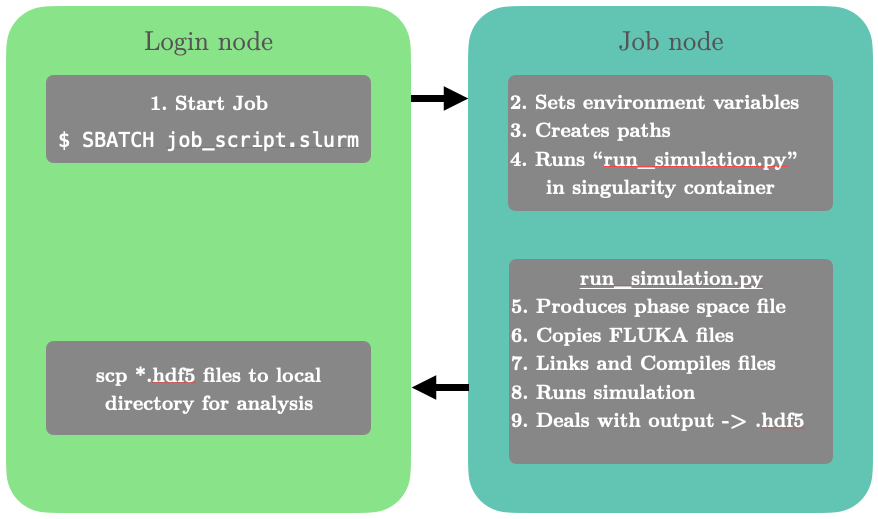 Login node
1. Start Job
$ SBATCH job_script.slurm
scp *.hdf5 files to local
directory for analysis
Job node
2. Sets environment variables
3. Creates paths
4. Runs “run_simulation.py”
in singularity container
run_simulation.py
5. Produces phase space file
6. Copies FLUKA files
7. Links and Compiles files
8. Runs simulation
9. Deals with output -> .hdf5